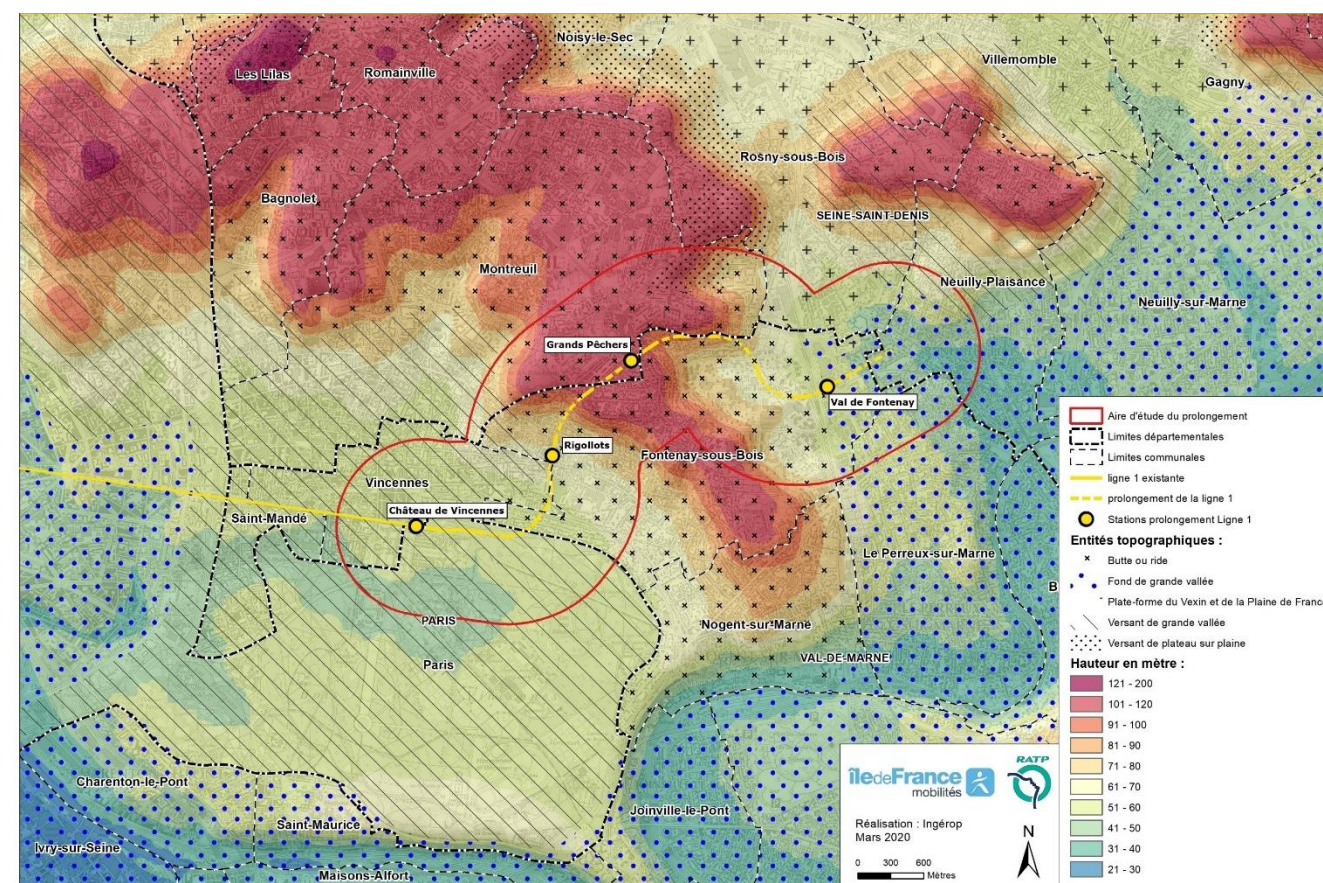 Noisy-le-Sec
Villemomble
Les Lilas
Romainville
Gagny
Rosny-sous-Bois
Bagnolet
SEINE-SAINT-DENIS
Montreuil
Neuilly-Plaisance
Neuilly-sur-Marne
Grands Pêchers
Val de Fontenay
Rigollots
Fontenay-sous-Bois
Vincennes
Château de Vincennes
Saint-Mandé
Le Perreux-sur-Marne
B
PARIS
Nogent-sur-Marne
Paris
VAL-DE-MARNE
Charenton-le-Pont
Joinville-le-Pont
Saint-Maurice
Ivry-sur-Seine
Maisons-Alfort
Aire d'étude du prolongement
Limites départementales
Limites communales
ligne 1 existante
prolongement de la ligne 1
Stations prolongement Ligne 1
Entités topographiques :
Butte ou ride
Fond de grande vallée
Plate-forme du Vexin et de la Plaine de France
Versant de grande vallée
Versant de plateau sur plaine
Hauteur en mètre :
121 - 200
101 - 120
91 - 100
81 - 90
71 - 80
61 - 70
51 - 60
41 - 50
31 - 40
21 - 30
îledeFrance
mobilités
RATP
Réalisation : Ingérop
Mars 2020
N
0 300 600
Mètres